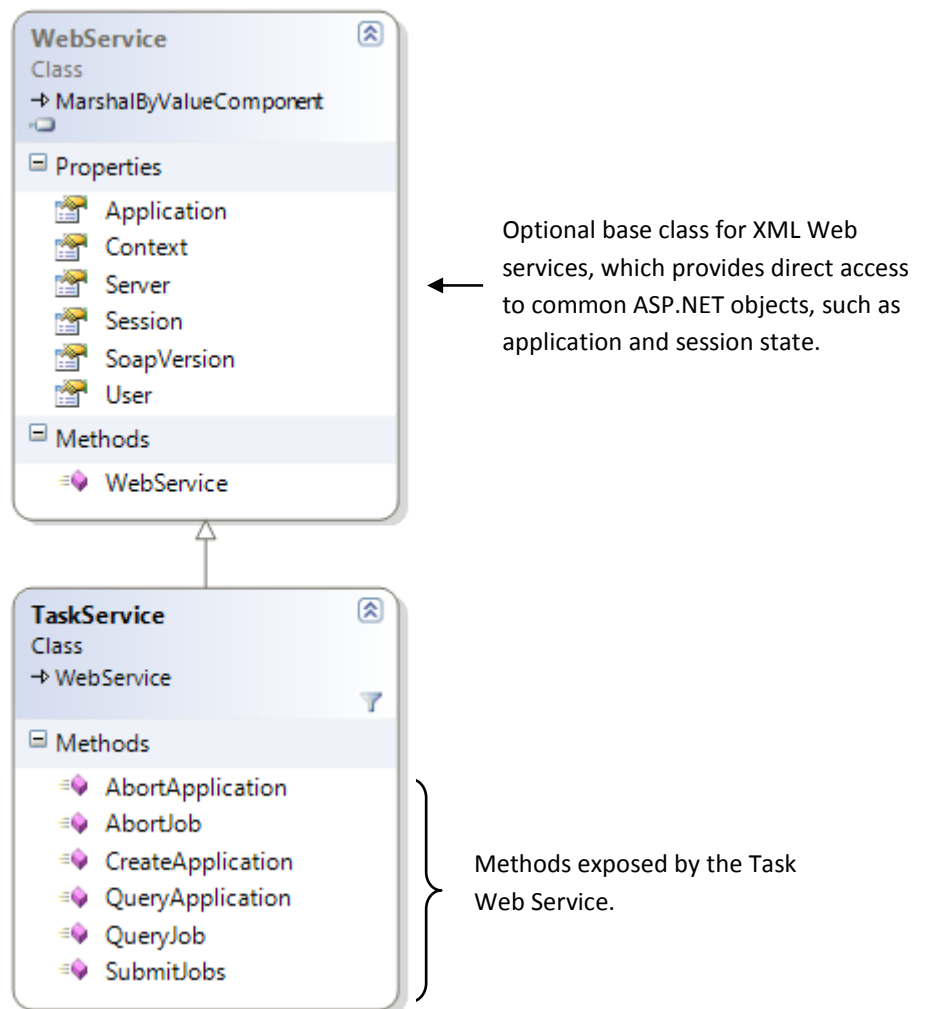 WebService
Class
MarshalByValueComponent
Properties
Application
Context
Server
Session
SoapVersion
User
Methods
WebService
Optional base class for XML Web
services, which provides direct access
to common ASP.NET objects, such as
application and session state.
TaskService
Class
WebService
Methods
AbortApplication
AbortJob
CreateApplication
QueryApplication
QueryJob
SubmitJobs
Methods exposed by the Task
Web Service.